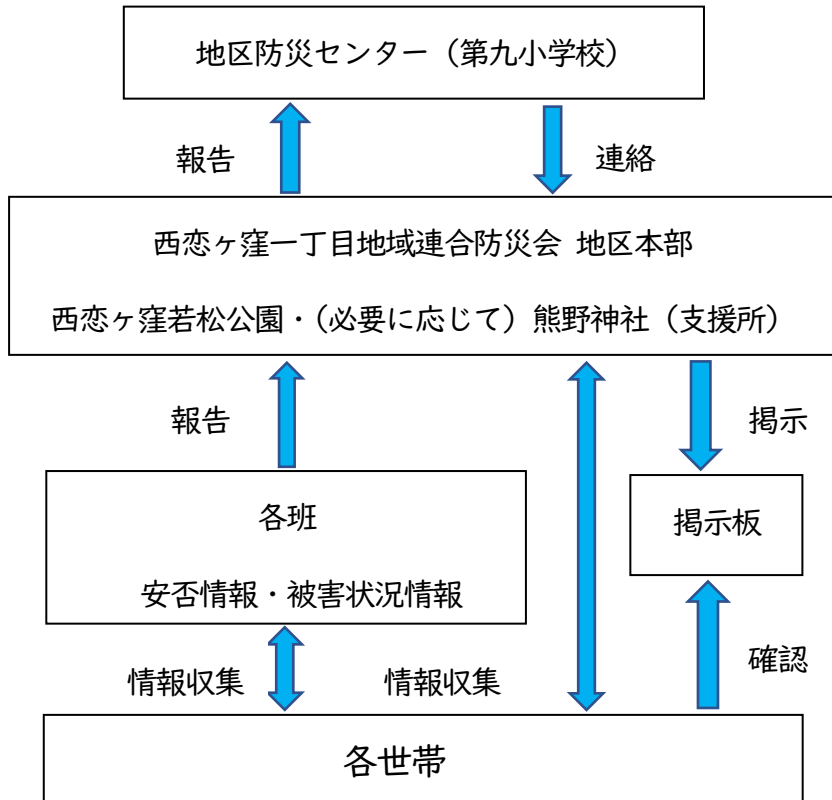 地区防災センター（第九小学校）
報告
連絡
西恋ヶ窪一丁目地域連合防災会 地区本部
西恋ヶ窪若松公園・（必要に応じて）熊野神社（支援所）
報告
掲示
各班
安否情報・被害状況情報
掲示板
情報収集
情報収集
確認
各世帯